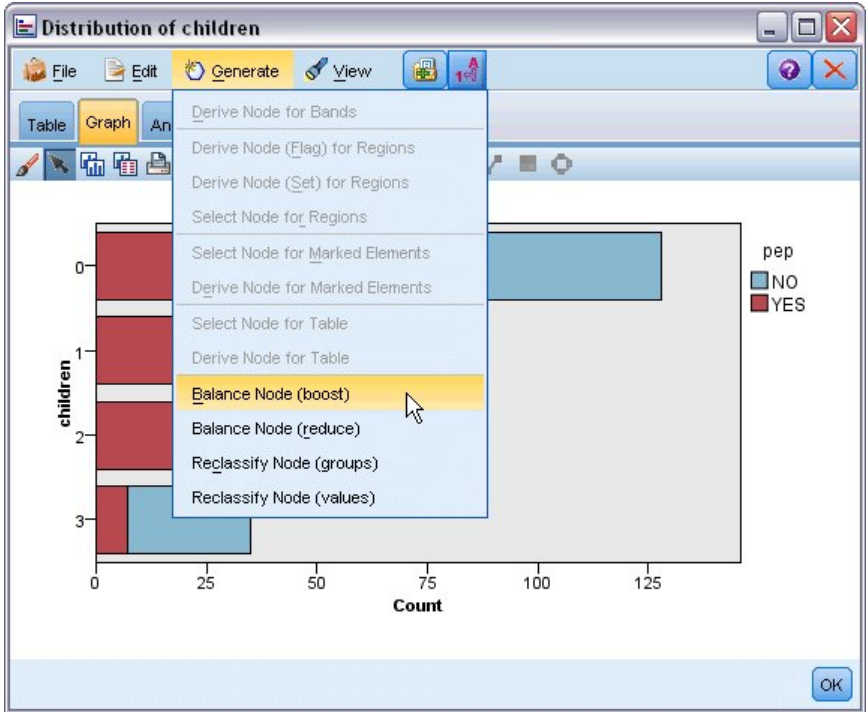 Distribution of children
File Edit Generate View
Table Graph An
Derive Node for Bands
Derive Node (Flag) for Regions
Derive Node (Set) for Regions
Select Node for Regions
Select Node for Marked Elements
Derive Node for Marked Elements
Select Node for Table
Derive Node for Table
Balance Node (boost)
Balance Node (reduce)
Reclassify Node (groups)
Reclassify Node (values)
children
0
1
2
3
0 25 50 75 100 125
Count
pep
NO
YES
OK